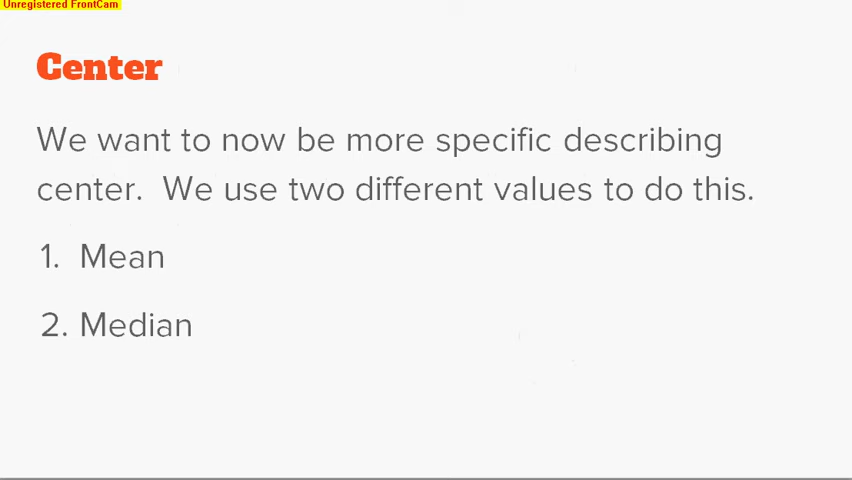 Unregistered FrontCam
Center
We want to now be more specific describing
center.  We use two different values to do this.
1.  Mean
2. Median